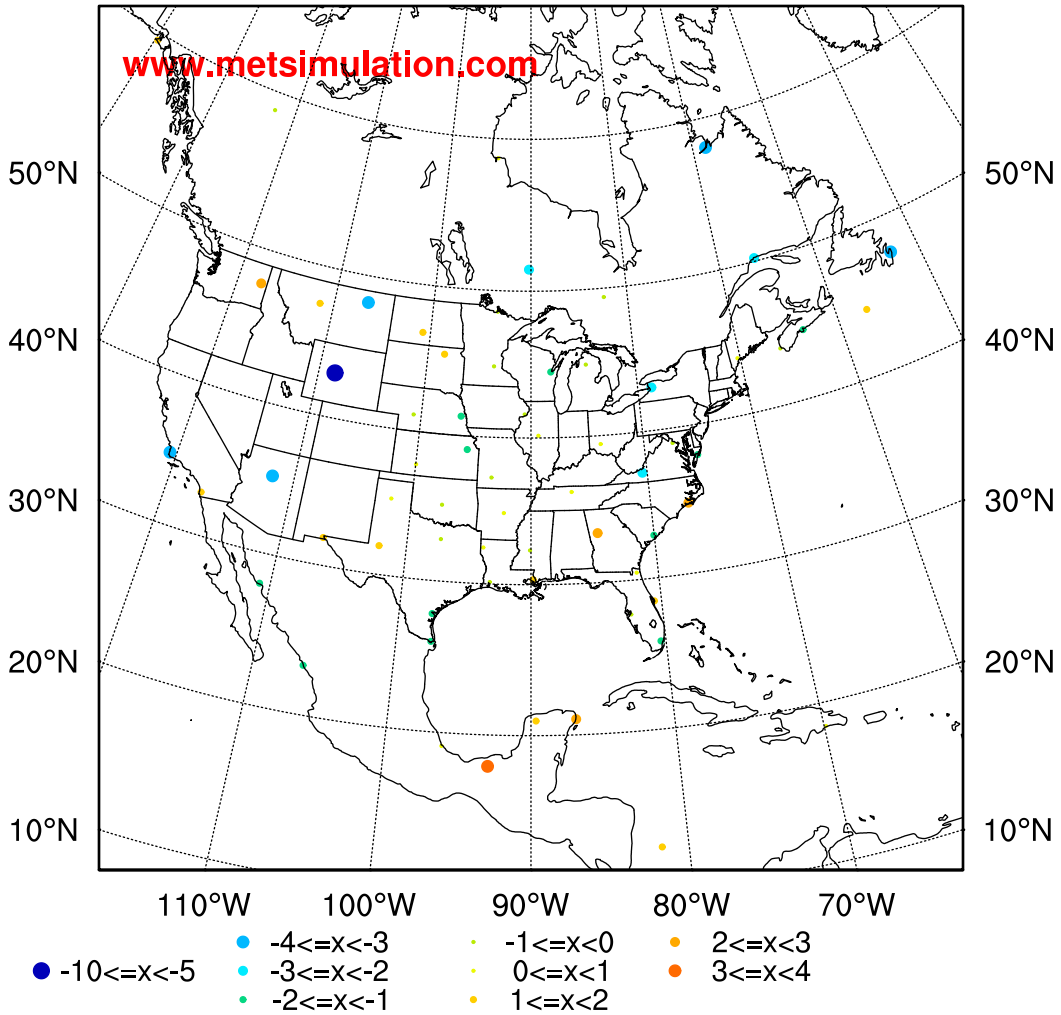 www.metsimulation.com
50°N 50°N
40°N 40°N
30°N 30°N
20°N 20°N
10°N 10°N
110°W 100°W 90°W 80°W 70°W
-4<=x<-3 -1<=x<0 2<=x<3
-10<=x<-5 -3<=x<-2 0<=x<1 3<=x<4
-2<=x<-1 1<=x<2